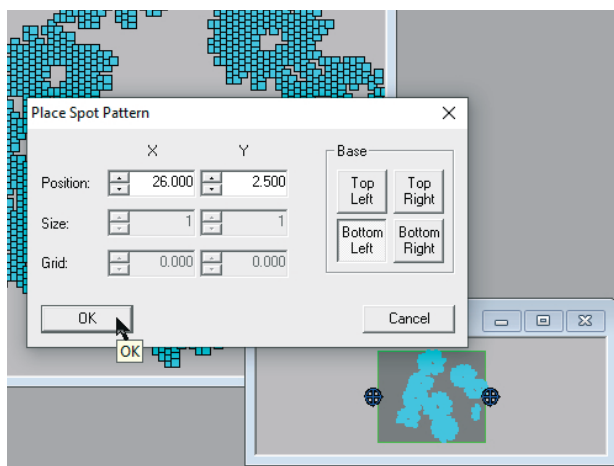 Place Spot Pattern
X Y
Position: 26.000 2.500
Size: 1 1
Grid: 0.000 0.000
Base
Top Left
Top Right
Bottom Left
Bottom Right
OK
Cancel
OK